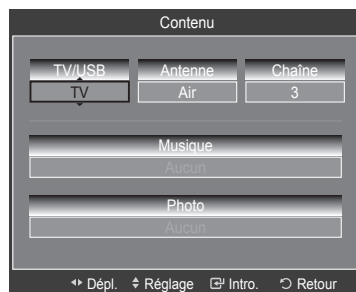 Contenu
TV/USB Antenne Chaîne
TV Air 3
Musique
Aucun
Photo
Aucun
Dépl. Réglage Intro. Retour